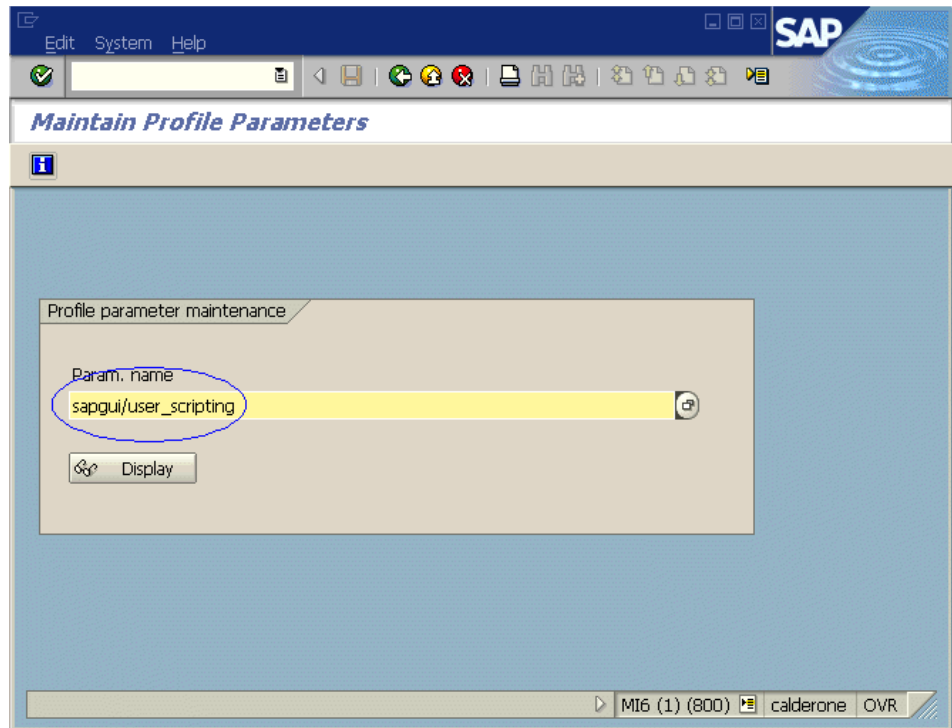 Edit System Help
SAP
Maintain Profile Parameters
Profile parameter maintenance
Param. name
sapgui/user_scripting
Display
MI6 (1) (800) calderone OVR